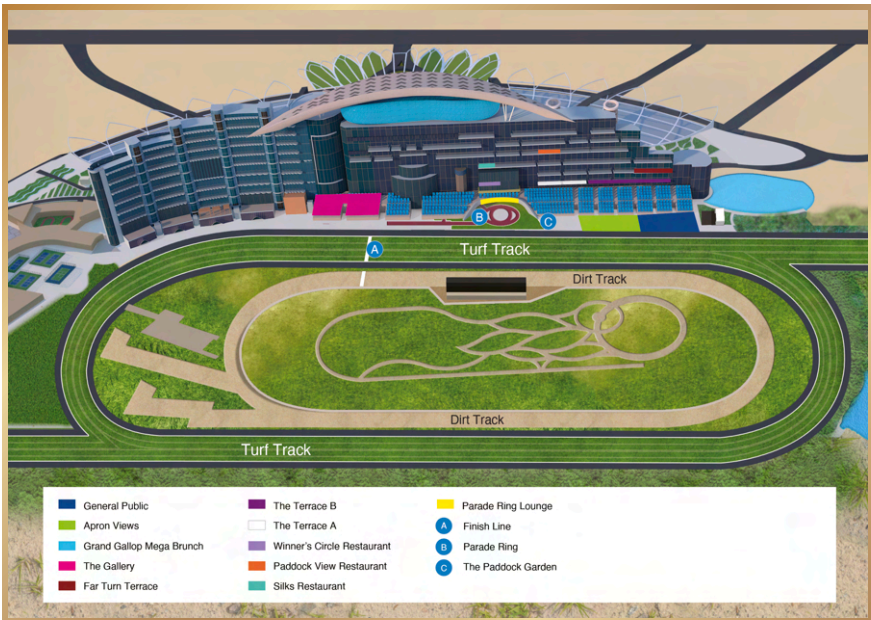 A
B
C
Turf Track
Dirt Track
Dirt Track
Turf Track
General Public
Apron Views
Grand Gallop Mega Brunch
The Gallery
Far Turn Terrace
The Terrace B
The Terrace A
Winner's Circle Restaurant
Paddock View Restaurant
Silks Restaurant
Parade Ring Lounge
A Finish Line
B Parade Ring
C The Paddock Garden